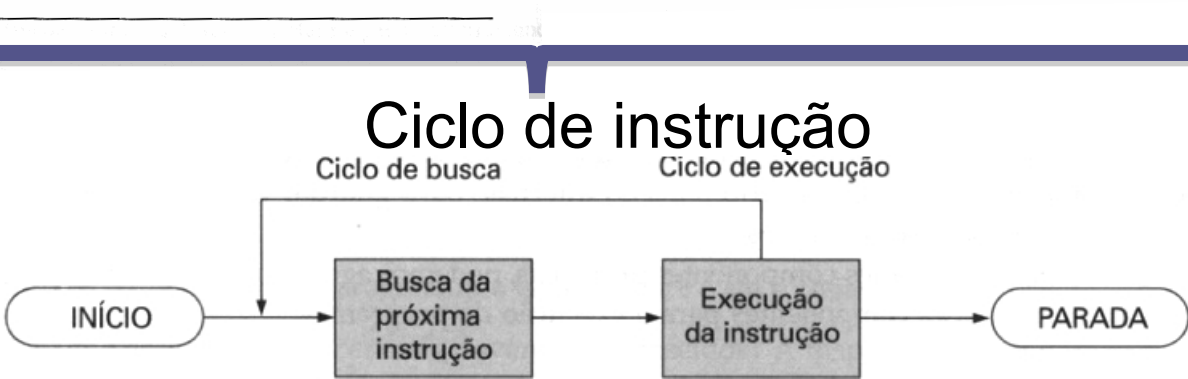 Ciclo de instrução
Ciclo de busca
Ciclo de execução
INÍCIO
Busca da
próxima
instrução
Execução
da instrução
PARADA